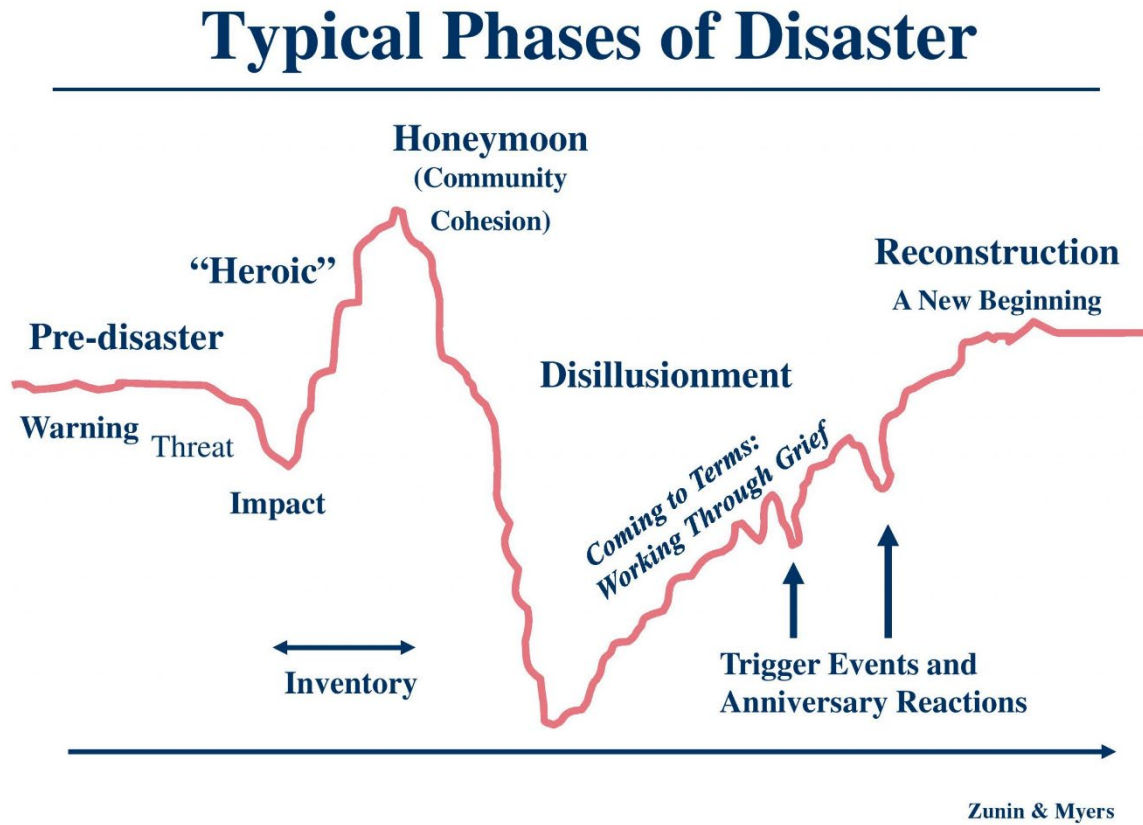 Typical Phases of Disaster
Honeymoon
(Community
Cohesion)
“Heroic”
Reconstruction
A New Beginning
Pre-disaster
Disillusionment
Warning
Threat
Impact
Coming to Terms:
Working Through Grief
Inventory
Trigger Events and
Anniversary Reactions
Zunin & Myers